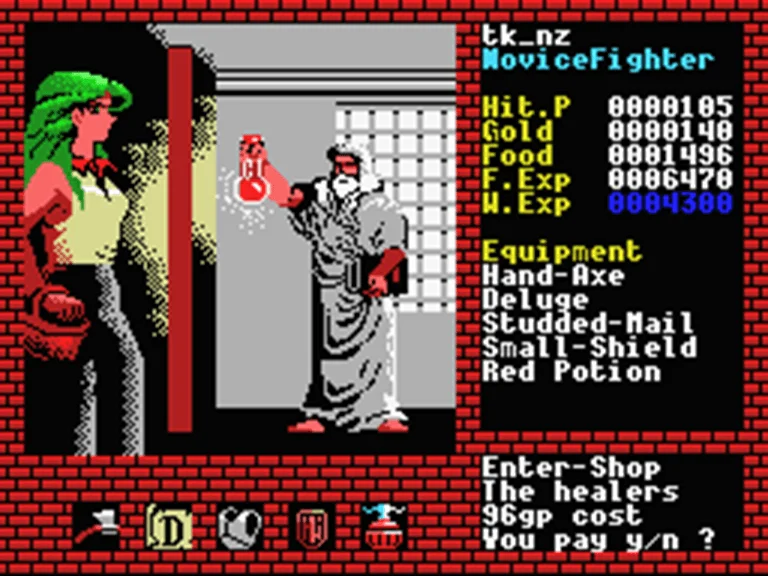 tk_nz
NoviceFighter
Hit.P 0000105
Gold 0000140
Food 0001496
F.Exp 0006470
W.Exp 0004300
Equipment
Hand-Axe
Deluge
Studded-Mail
Small-Shield
Red Potion
D
Enter-Shop
The healers
96gp cost
You pay y/n ?